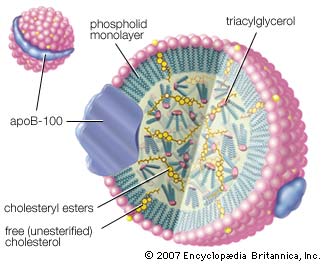 phospholid
monolayer
triacylglycerol
apoB-100
cholesteryl esters
free (unesterified)
cholesterol
© 2007 Encyclopædia Britannica, Inc.